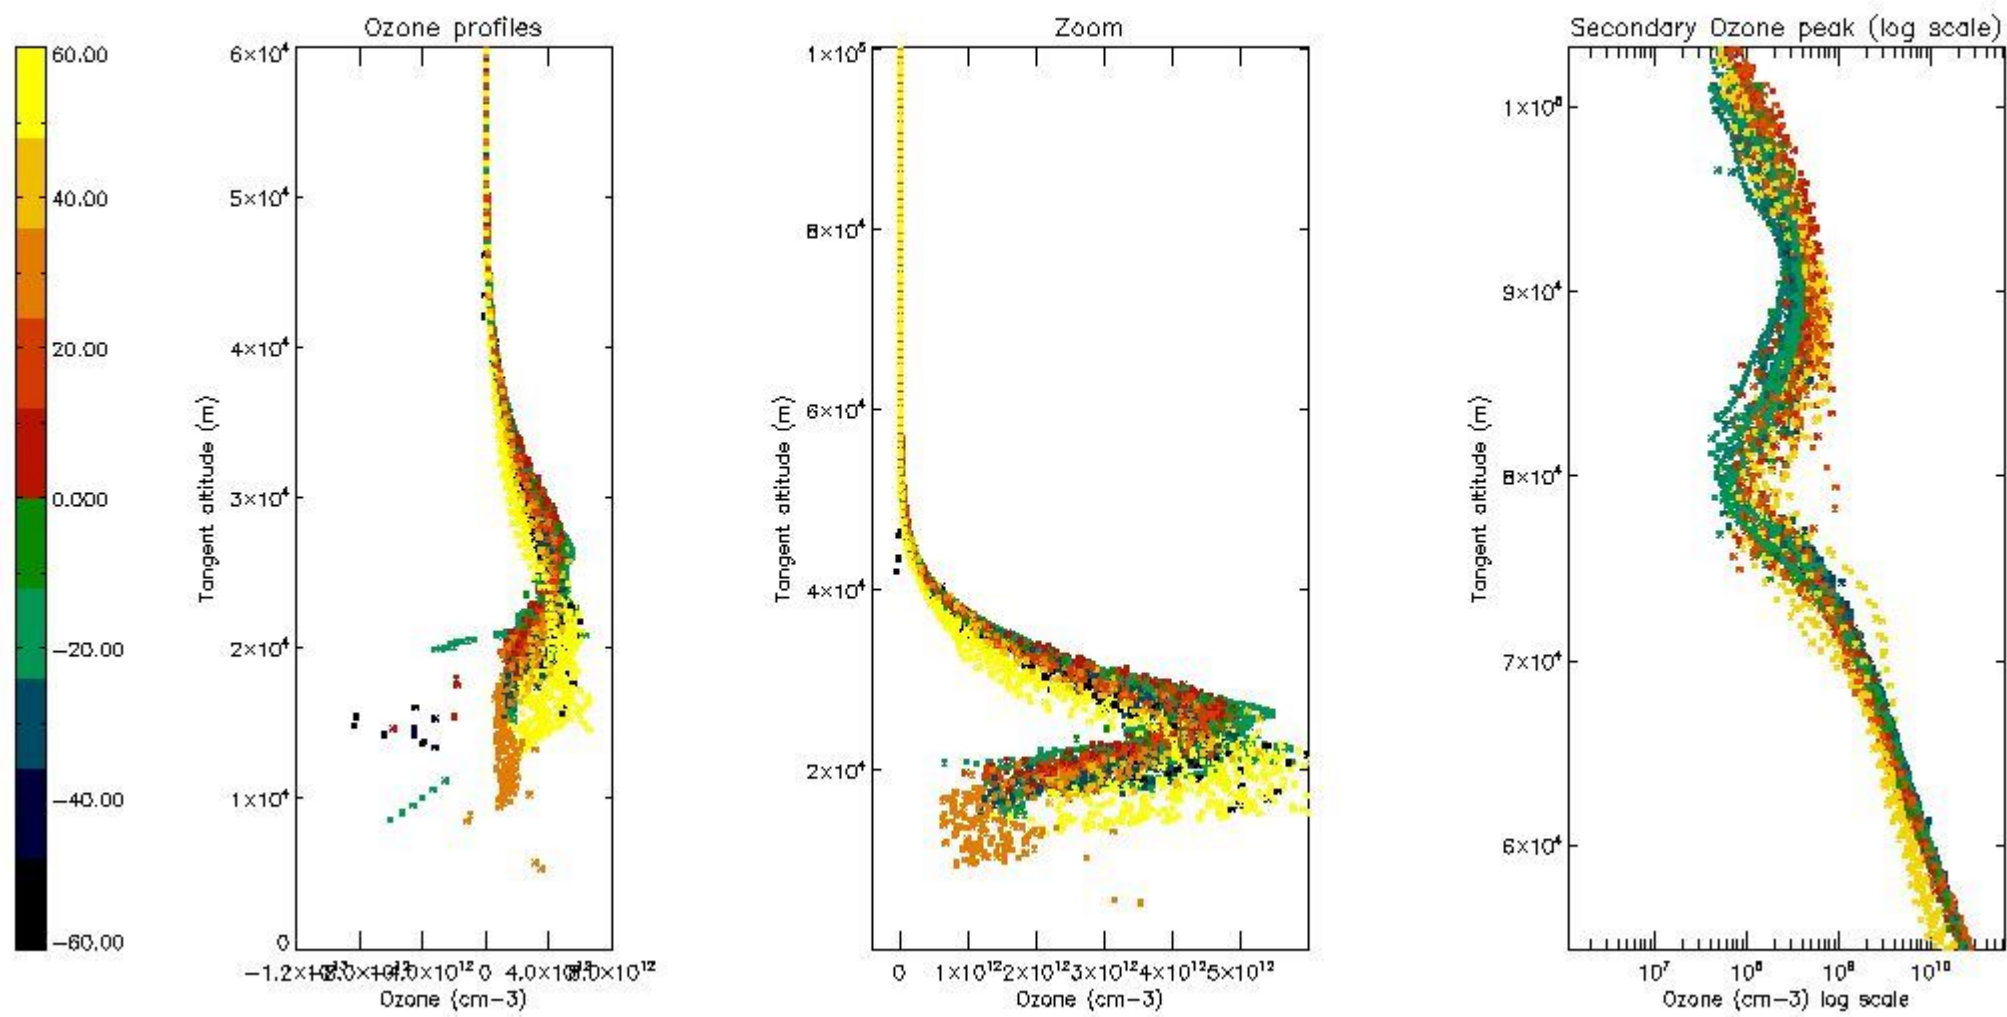 Ozone profiles
Zoom
Secondary Ozone peak (log scale)
60.00
40.00
20.00
0.000
−20.00
−40.00
−60.00
6×10⁴
5×10⁴
4×10⁴
3×10⁴
2×10⁴
1×10⁴
0
Tangent altitude (m)
0
Ozone (cm−3)
1×10⁵
8×10⁴
6×10⁴
4×10⁴
2×10⁴
Tangent altitude (m)
0 1×10¹² 2×10¹² 3×10¹² 4×10¹² 5×10¹²
Ozone (cm−3)
1×10⁵
9×10⁴
8×10⁴
7×10⁴
6×10⁴
Tangent altitude (m)
10⁷ 10⁸ 10⁹ 10¹⁰
Ozone (cm−3) log scale